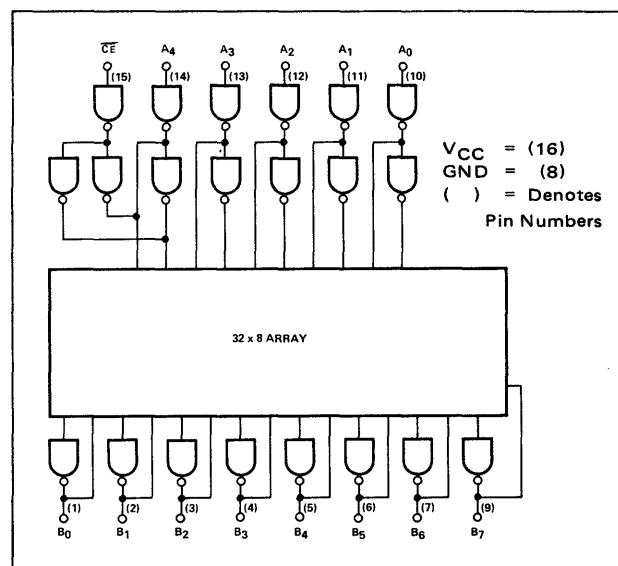 CE A4 A3 A2 A1 A0
(15) (14) (13) (12) (11) (10)
VCC = (16)
GND = (8)
( ) = Denotes
Pin Numbers
32 x 8 ARRAY
(1) (2) (3) (4) (5) (6) (7) (9)
B0 B1 B2 B3 B4 B5 B6 B7